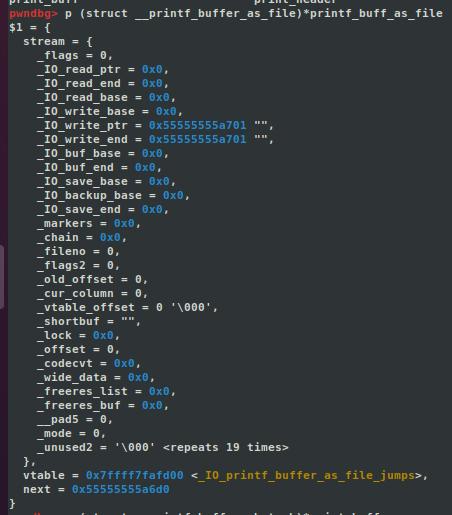 pwndbg> p (struct __printf_buffer_as_file)*printf_buff_as_file
$1 = {
  stream = {
    _flags = 0,
    _IO_read_ptr = 0x0,
    _IO_read_end = 0x0,
    _IO_read_base = 0x0,
    _IO_write_base = 0x0,
    _IO_write_ptr = 0x55555555a701 "",
    _IO_write_end = 0x55555555a701 "",
    _IO_buf_base = 0x0,
    _IO_buf_end = 0x0,
    _IO_save_base = 0x0,
    _IO_backup_base = 0x0,
    _IO_save_end = 0x0,
    _markers = 0x0,
    _chain = 0x0,
    _fileno = 0,
    _flags2 = 0,
    _old_offset = 0,
    _cur_column = 0,
    _vtable_offset = 0 '\000',
    _shortbuf = "",
    _lock = 0x0,
    _offset = 0,
    _codecvt = 0x0,
    _wide_data = 0x0,
    _freeres_list = 0x0,
    _freeres_buf = 0x0,
    __pad5 = 0,
    _mode = 0,
    _unused2 = '\000' <repeats 19 times>
  },
  vtable = 0x7ffff7fafd00 <_IO_printf_buffer_as_file_jumps>,
  next = 0x55555555a6d0
}